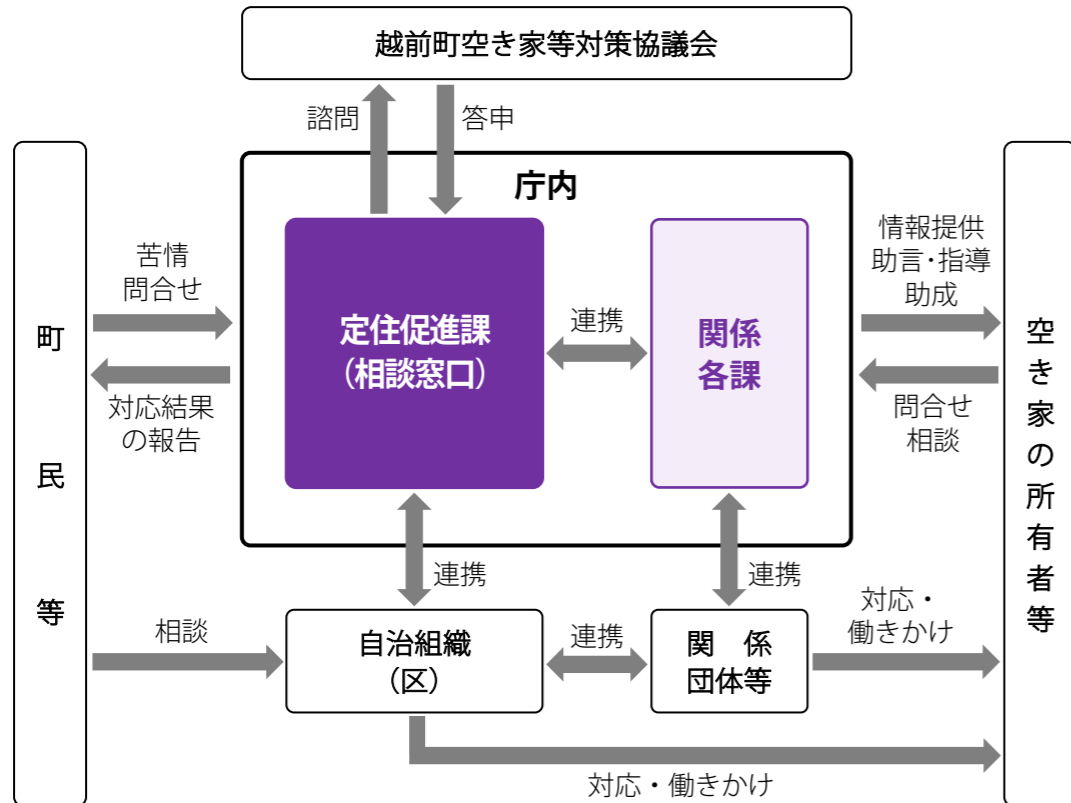 越前町空き家等対策協議会
諮問
答申
庁内
町民等
苦情
問合せ
対応結果
の報告
定住促進課
（相談窓口）
連携
関係
各課
情報提供
助言・指導
助成
問合せ
相談
空き家の所有者等
連携
連携
相談
自治組織
（区）
連携
関　係
団体等
対応・
働きかけ
対応・働きかけ